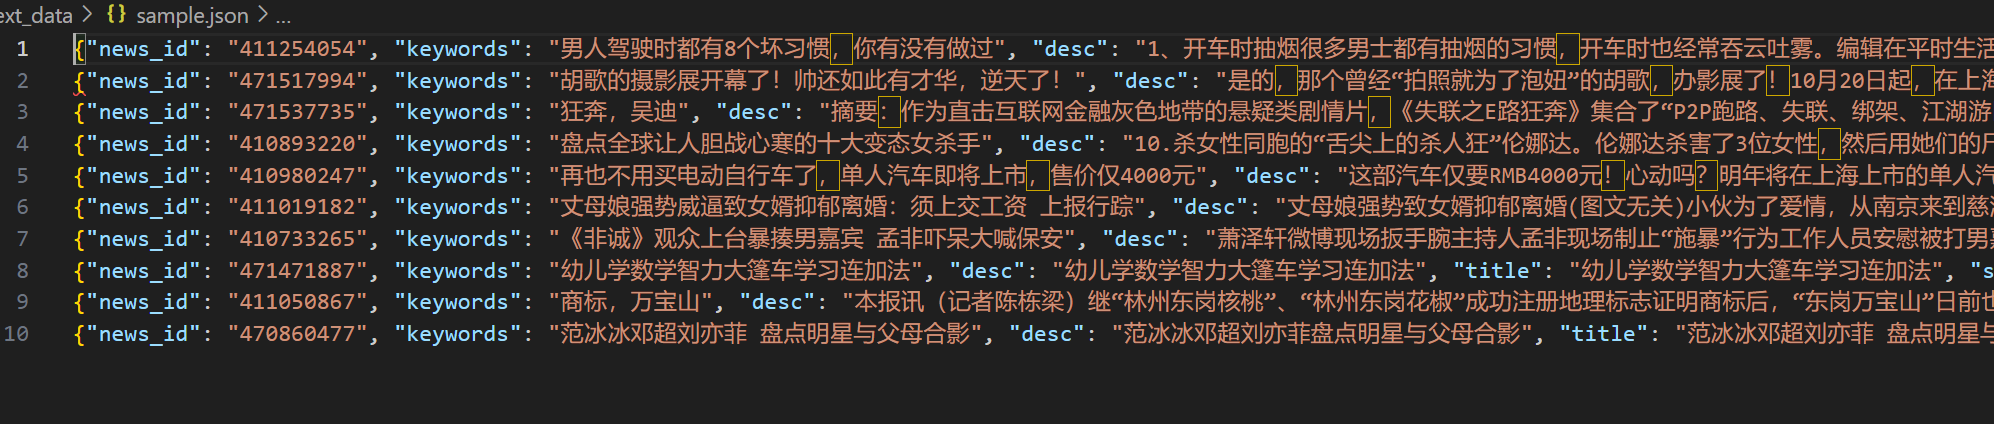 ext_data > {} sample.json > ...
1 {"news_id": "411254054", "keywords": "男人驾驶时都有8个坏习惯，你有没有做过", "desc": "1、开车时抽烟很多男士都有抽烟的习惯，开车时也经常吞云吐雾。编辑在平时生活
2 {"news_id": "471517994", "keywords": "胡歌的摄影展开幕了！帅还如此有才华，逆天了！", "desc": "是的，那个曾经“拍照就为了泡妞”的胡歌，办影展了！10月20日起，在上海
3 {"news_id": "471537735", "keywords": "狂奔，吴迪", "desc": "摘要：作为直击互联网金融灰色地带的悬疑类剧情片，《失联之E路狂奔》集合了“P2P跑路、失联、绑架、江湖游
4 {"news_id": "410893220", "keywords": "盘点全球让人胆战心寒的十大变态女杀手", "desc": "10.杀女性同胞的“舌尖上的杀人狂”伦娜达。伦娜达杀害了3位女性，然后用她们的尸
5 {"news_id": "410980247", "keywords": "再也不用买电动自行车了，单人汽车即将上市，售价仅4000元", "desc": "这部汽车仅要RMB4000元！心动吗？明年将在上海上市的单人汽
6 {"news_id": "411019182", "keywords": "丈母娘强势威逼致女婿抑郁离婚：须上交工资 上报行踪", "desc": "丈母娘强势致女婿抑郁离婚(图文无关)小伙为了爱情，从南京来到慈溪
7 {"news_id": "410733265", "keywords": "《非诚》观众上台暴揍男嘉宾 孟非吓呆大喊保安", "desc": "萧泽轩微博现场扳手腕主持人孟非现场制止“施暴”行为工作人员安慰被打男嘉
8 {"news_id": "471471887", "keywords": "幼儿学数学智力大篷车学习连加法", "desc": "幼儿学数学智力大篷车学习连加法", "title": "幼儿学数学智力大篷车学习连加法", "s
9 {"news_id": "411050867", "keywords": "商标，万宝山", "desc": "本报讯（记者陈栋梁）继“林州东岗核桃”、“林州东岗花椒”成功注册地理标志证明商标后，“东岗万宝山”日前也
10 {"news_id": "470860477", "keywords": "范冰冰邓超刘亦菲 盘点明星与父母合影", "desc": "范冰冰邓超刘亦菲盘点明星与父母合影", "title": "范冰冰邓超刘亦菲 盘点明星与